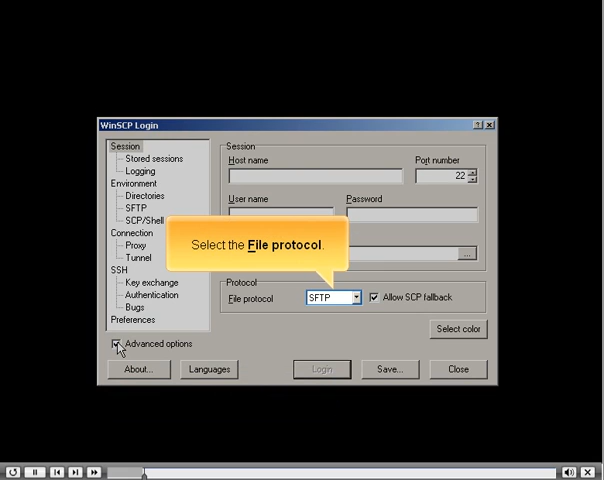 WinSCP Login
Session
Stored sessions
Logging
Environment
Directories
SFTP
SCP/Shell
Connection
Proxy
Tunnel
SSH
Key exchange
Authentication
Bugs
Preferences
Advanced options
Session
Host name
Port number
22
User name
Password
Select the File protocol.
...
Protocol
File protocol
SFTP
Allow SCP fallback
Select color
About...
Languages
Login
Save...
Close